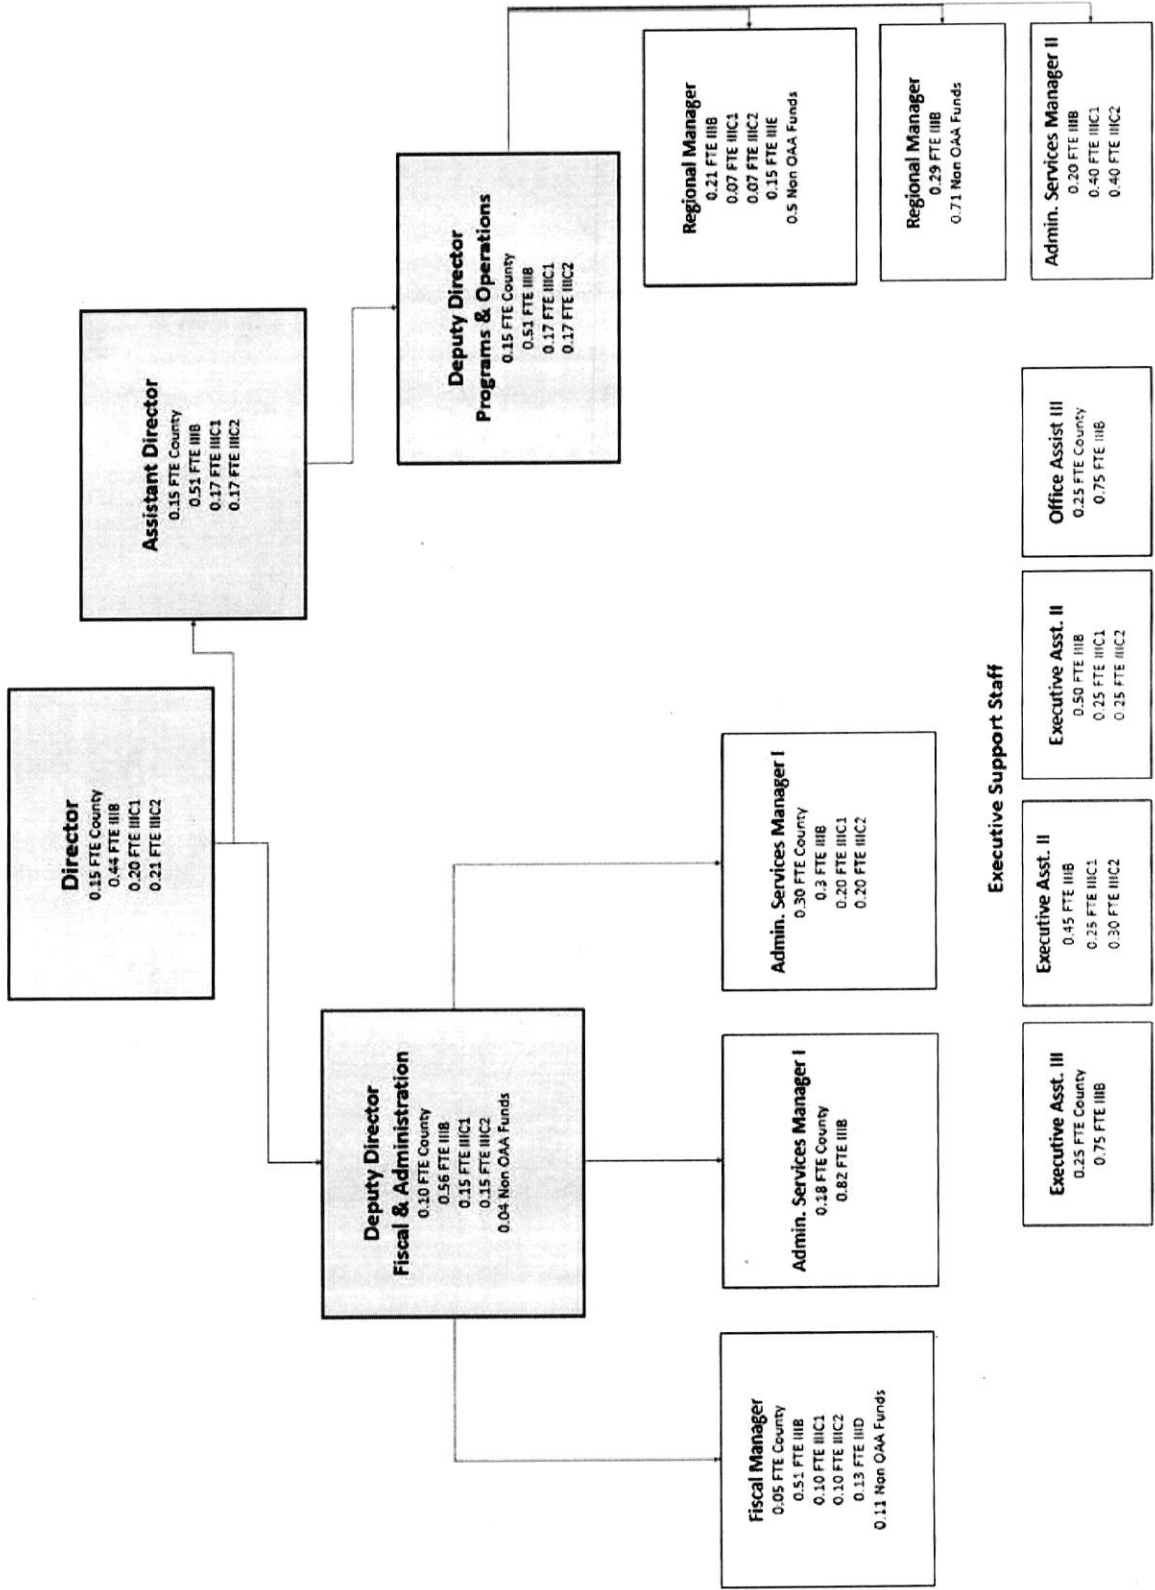 Director
0.15 FTE County
0.44 FTE IIIB
0.20 FTE IIIC1
0.21 FTE IIIC2
Assistant Director
0.15 FTE County
0.51 FTE IIIB
0.17 FTE IIIC1
0.17 FTE IIIC2
Deputy Director
Fiscal & Administration
0.10 FTE County
0.56 FTE IIIB
0.15 FTE IIIC1
0.15 FTE IIIC2
0.04 Non OAA Funds
Deputy Director
Programs & Operations
0.15 FTE County
0.51 FTE IIIB
0.17 FTE IIIC1
0.17 FTE IIIC2
Fiscal Manager
0.05 FTE County
0.51 FTE IIIB
0.10 FTE IIIC1
0.10 FTE IIIC2
0.13 FTE IIID
0.11 Non OAA Funds
Admin. Services Manager I
0.18 FTE County
0.82 FTE IIIB
Admin. Services Manager I
0.30 FTE County
0.3 FTE IIIB
0.20 FTE IIIC1
0.20 FTE IIIC2
Regional Manager
0.21 FTE IIIB
0.07 FTE IIIC1
0.07 FTE IIIC2
0.15 FTE IIIE
0.5 Non OAA Funds
Regional Manager
0.29 FTE IIIB
0.71 Non OAA Funds
Admin. Services Manager II
0.20 FTE IIIB
0.40 FTE IIIC1
0.40 FTE IIIC2
Executive Support Staff
Executive Asst. III
0.25 FTE County
0.75 FTE IIIB
Executive Asst. II
0.45 FTE IIIB
0.25 FTE IIIC1
0.30 FTE IIIC2
Executive Asst. II
0.50 FTE IIIB
0.25 FTE IIIC1
0.25 FTE IIIC2
Office Assist III
0.25 FTE County
0.75 FTE IIIB